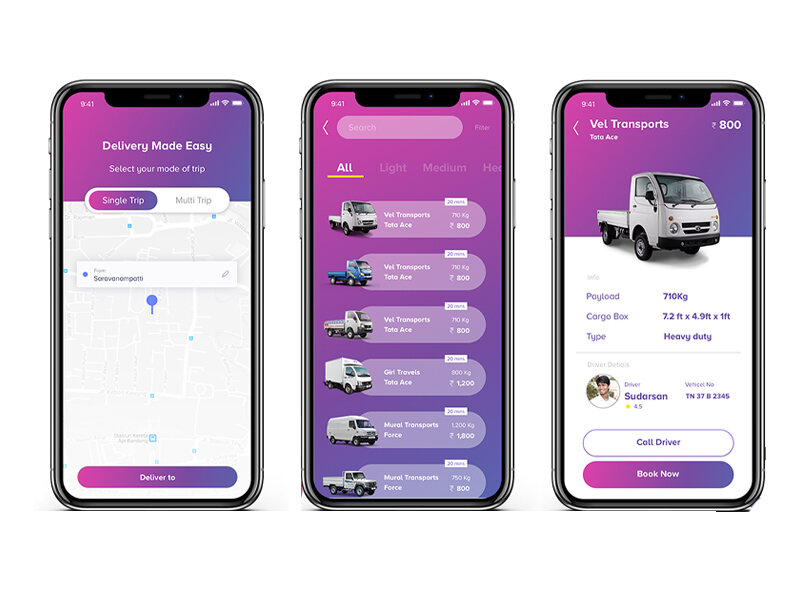 9:41
Delivery Made Easy
Select your mode of trip
Single Trip
Multi Trip
From
Saravanampatti
Deliver to
9:41
Search
Filter
All
Light
Medium
Hec
20 mins
Vel Transports
710 Kg
Tata Ace
₹ 800
20 mins
Vel Transports
710 Kg
Tata Ace
₹ 800
20 mins
Vel Transports
710 Kg
Tata Ace
₹ 800
20 mins
Giri Travels
800 Kg
Tata Ace
₹ 1,200
20 mins
Mural Transports
1,200 Kg
Force
₹ 1,800
20 mins
Mural Transports
750 Kg
Force
₹ 800
9:41
Vel Transports
₹ 800
Tata Ace
Info
Payload
710Kg
Cargo Box
7.2 ft x 4.9ft x 1ft
Type
Heavy duty
Driver Details
Driver
Vehicel No
Sudarsan
TN 37 B 2345
4.5
Call Driver
Book Now